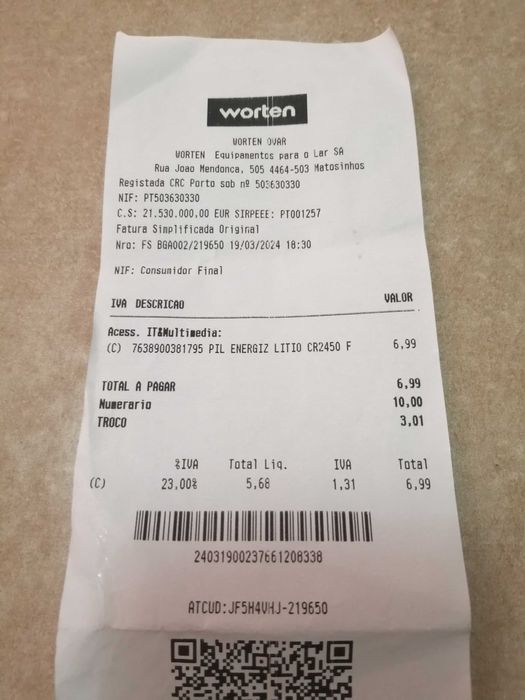 worten
WORTEN OVAR
WORTEN Equipamentos para o Lar SA
Rua Joao Mendonca, 505 4464-503 Matosinhos
Registada CRC Porto sob nº 503630330
NIF: PT503630330
C.S: 21.530.000,00 EUR SIRPEEE: PT001257
Fatura Simplificada Original
Nro: FS BGA002/219650 19/03/2024 18:30
NIF: Consumidor Final
IVA DESCRICAO VALOR
Acess. IT&Multimedia:
(C) 7638900381795 PIL ENERGIZ LITIO CR2450 F 6,99
TOTAL A PAGAR 6,99
Numerario 10,00
TROCO 3,01
%IVA Total Liq. IVA Total
(C) 23,00% 5,68 1,31 6,99
24031900237661208338
ATCUD:JF5H4VHJ-219650